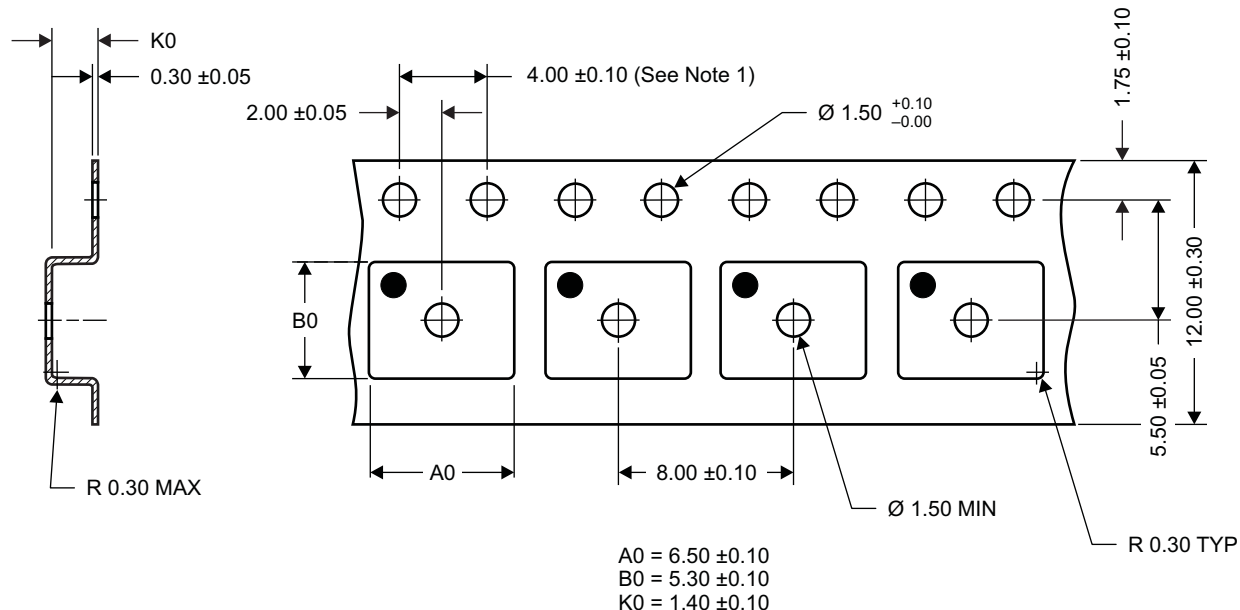 K0
0.30 ±0.05
4.00 ±0.10 (See Note 1)
2.00 ±0.05
Ø 1.50 +0.10 –0.00
1.75 ±0.10
B0
12.00 ±0.30
5.50 ±0.05
A0
8.00 ±0.10
R 0.30 MAX
Ø 1.50 MIN
R 0.30 TYP
A0 = 6.50 ±0.10
B0 = 5.30 ±0.10
K0 = 1.40 ±0.10